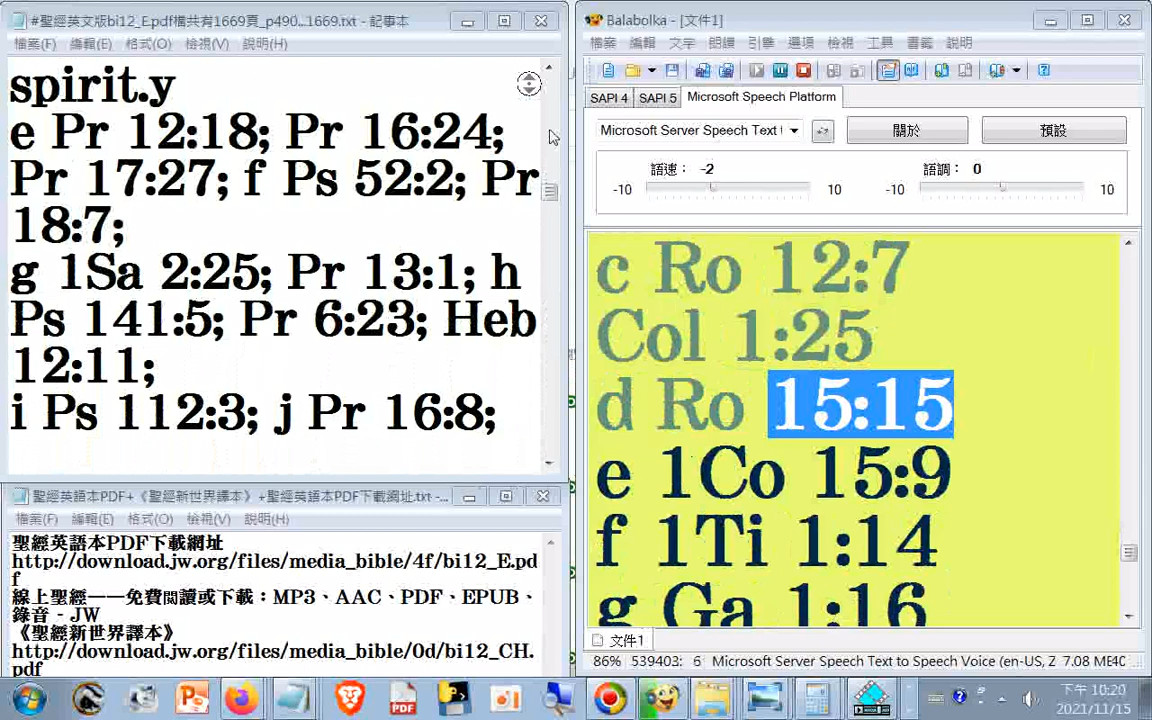 #聖經英文版bi12_E.pdf檔共有1669頁_p490...1669.txt - 記事本
檔案(F) 編輯(E) 格式(O) 檢視(V) 說明(H)
spirit.y
e Pr 12:18; Pr 16:24;
Pr 17:27; f Ps 52:2; Pr
18:7;
g 1Sa 2:25; Pr 13:1; h
Ps 141:5; Pr 6:23; Heb
12:11;
i Ps 112:3; j Pr 16:8;
聖經英語本PDF+《聖經新世界譯本》+聖經英語本PDF下載網址.txt - ...
檔案(F) 編輯(E) 格式(O) 檢視(V) 說明(H)
聖經英語本PDF下載網址
http://download.jw.org/files/media_bible/4f/bi12_E.pd
f
線上聖經——免費閱讀或下載：MP3、AAC、PDF、EPUB、
錄音 - JW
《聖經新世界譯本》
http://download.jw.org/files/media_bible/0d/bi12_CH.
pdf
Balabolka - [文件1]
檔案 編輯 文字 朗讀 引擎 選項 檢視 工具 書籤 說明
SAPI 4 SAPI 5 Microsoft Speech Platform
Microsoft Server Speech Text 關於 預設
語速： -2 語調： 0
-10 10 -10 10
c Ro 12:7
Col 1:25
d Ro 15:15
e 1Co 15:9
f 1Ti 1:14
g Ga 1:16
文件1
86% 539403: 6 Microsoft Server Speech Text to Speech Voice (en-US, Z 7.08 ME40
PDF
下午 10:20
2021/11/15